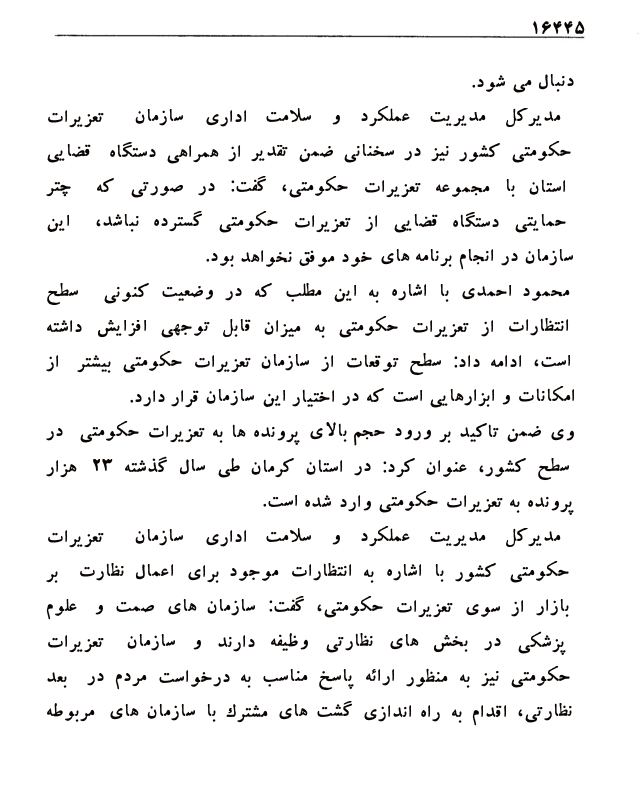 ۱۶۴۴۵
دنبال می شود.
مدیرکل مدیریت عملکرد و سلامت اداری سازمان تعزیرات
حکومتی کشور نیز در سخنانی ضمن تقدیر از همراهی دستگاه قضایی
استان با مجموعه تعزیرات حکومتی، گفت: در صورتی که چتر
حمایتی دستگاه قضایی از تعزیرات حکومتی گسترده نباشد، این
سازمان در انجام برنامه های خود موفق نخواهد بود.
محمود احمدی با اشاره به این مطلب که در وضعیت کنونی سطح
انتظارات از تعزیرات حکومتی به میزان قابل توجهی افزایش داشته
است، ادامه داد: سطح توقعات از سازمان تعزیرات حکومتی بیشتر از
امکانات و ابزارهایی است که در اختیار این سازمان قرار دارد.
وی ضمن تاکید بر ورود حجم بالای پرونده ها به تعزیرات حکومتی در
سطح کشور، عنوان کرد: در استان کرمان طی سال گذشته ۲۳ هزار
پرونده به تعزیرات حکومتی وارد شده است.
مدیرکل مدیریت عملکرد و سلامت اداری سازمان تعزیرات
حکومتی کشور با اشاره به انتظارات موجود برای اعمال نظارت بر
بازار از سوی تعزیرات حکومتی، گفت: سازمان های صمت و علوم
پزشکی در بخش های نظارتی وظیفه دارند و سازمان تعزیرات
حکومتی نیز به منظور ارائه پاسخ مناسب به درخواست مردم در بعد
نظارتی، اقدام به راه اندازی گشت های مشترك با سازمان های مربوطه